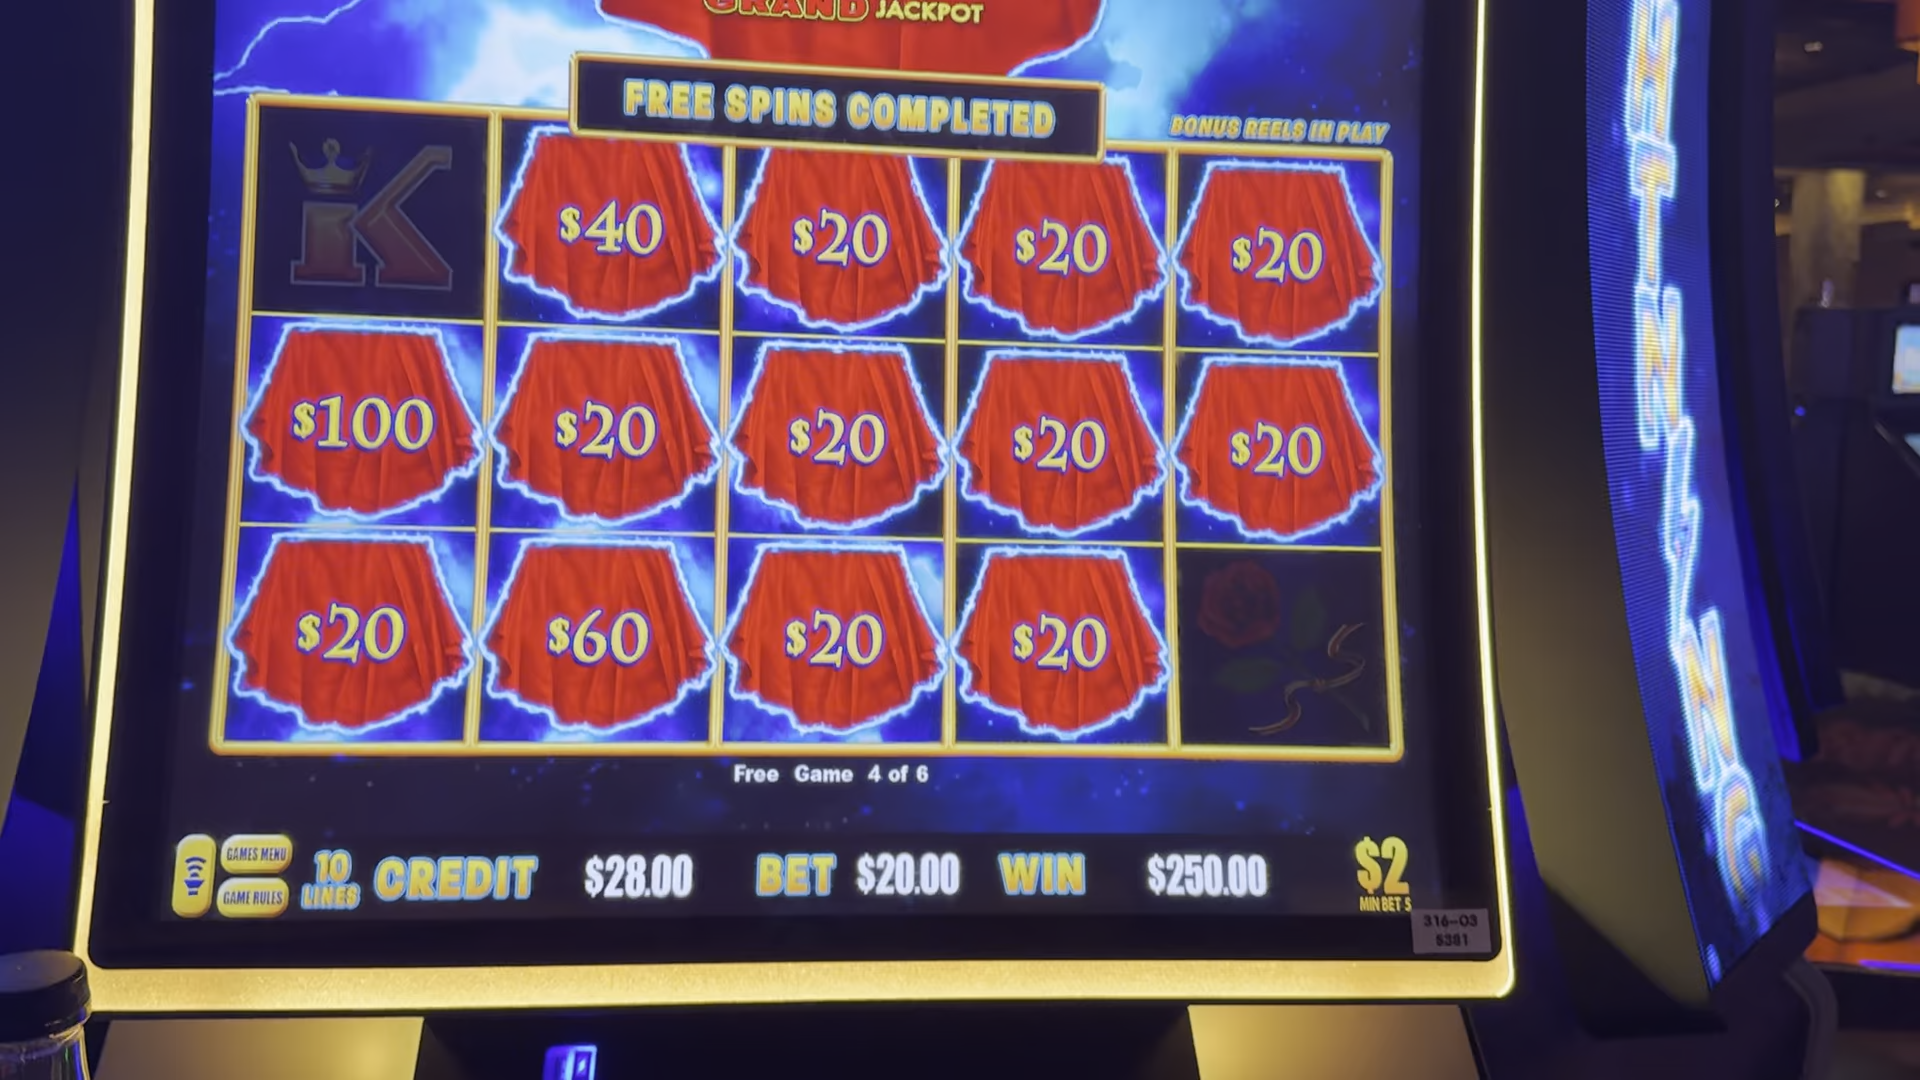 GRAND JACKPOT
FREE SPINS COMPLETED
BONUS REELS IN PLAY
K $40 $20 $20 $20
$100 $20 $20 $20 $20
$20 $60 $20 $20
Free Game 4 of 6
GAMES MENU
GAME RULES
10
LINES
CREDIT $28.00 BET $20.00 WIN $250.00
$2
MIN BET
316-03
5381